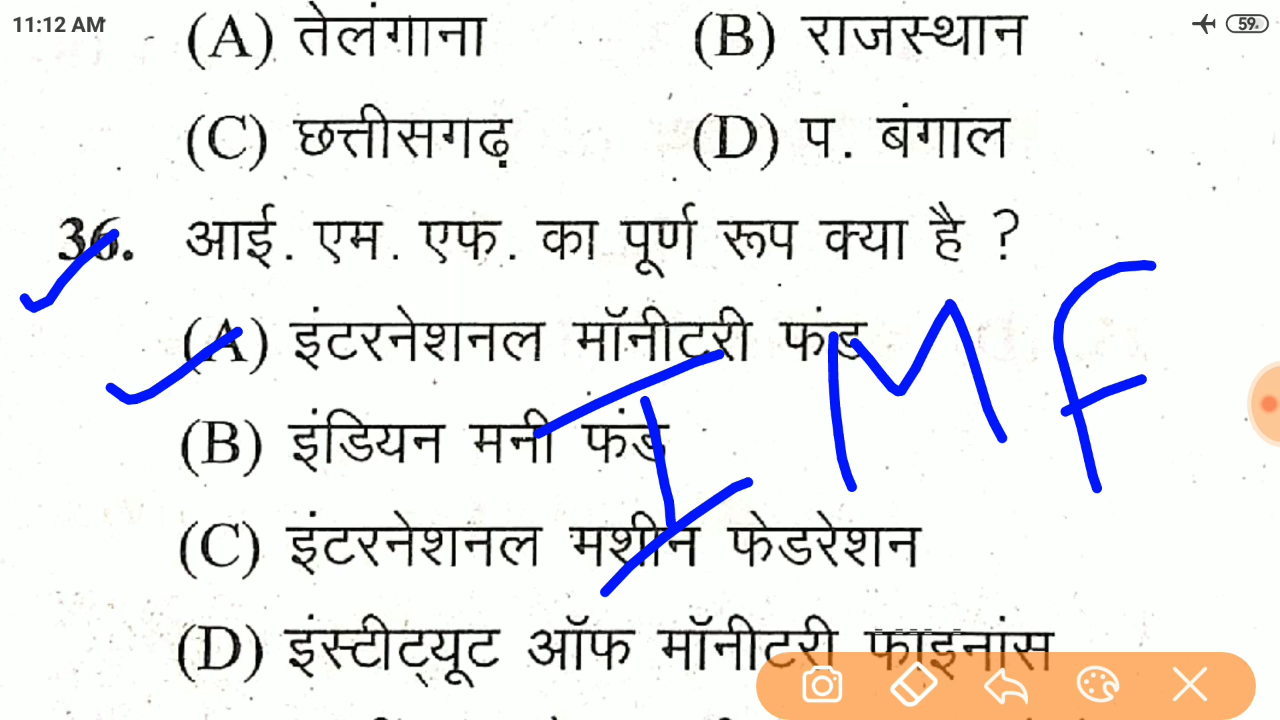 11:12 AM 59
(A) तेलंगाना (B) राजस्थान
(C) छत्तीसगढ़ (D) प. बंगाल
36. आई. एम. एफ. का पूर्ण रूप क्या है ?
(A) इंटरनेशनल मॉनीटरी फंड
IMF
(B) इंडियन मनी फंड
(C) इंटरनेशनल मशीन फेडरेशन
(D) इंस्टीट्यूट ऑफ मॉनीटरी फाइनांस